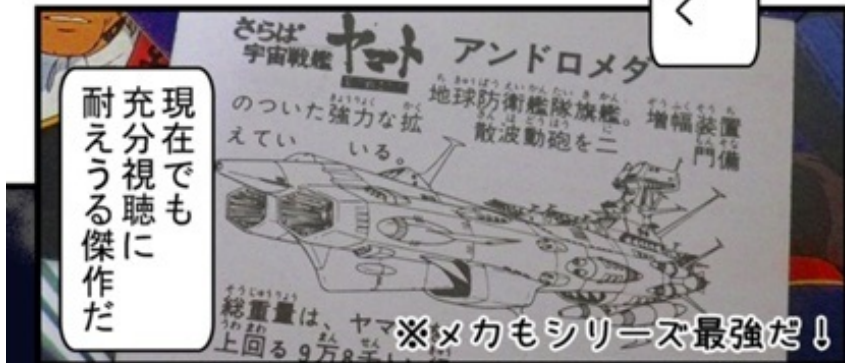 く
さらば
宇宙戦艦ヤマト
アンドロメダ
地球防衛艦隊旗艦。増幅装置
のついた強力な拡散波動砲を二門備
えている。
現在でも
充分視聴に
耐えうる傑作だ
総重量は、ヤマ
上回る9万8千トン
※メカもシリーズ最強だ!